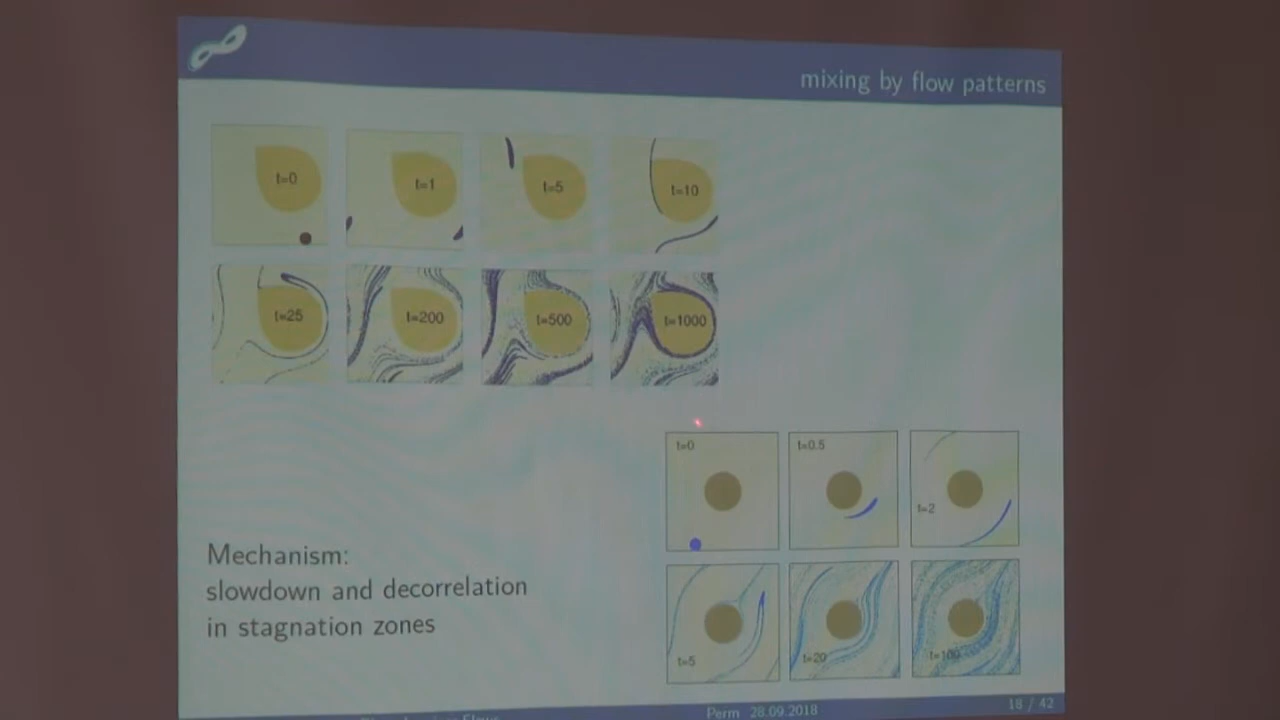 mixing by flow patterns
t=0
t=1
t=5
t=10
t=25
t=200
t=500
t=1000
t=0
t=0.5
t=2
t=5
t=20
t=100
Mechanism:
slowdown and decorrelation
in stagnation zones
Flows
Perm 28.09.2018
18 / 42